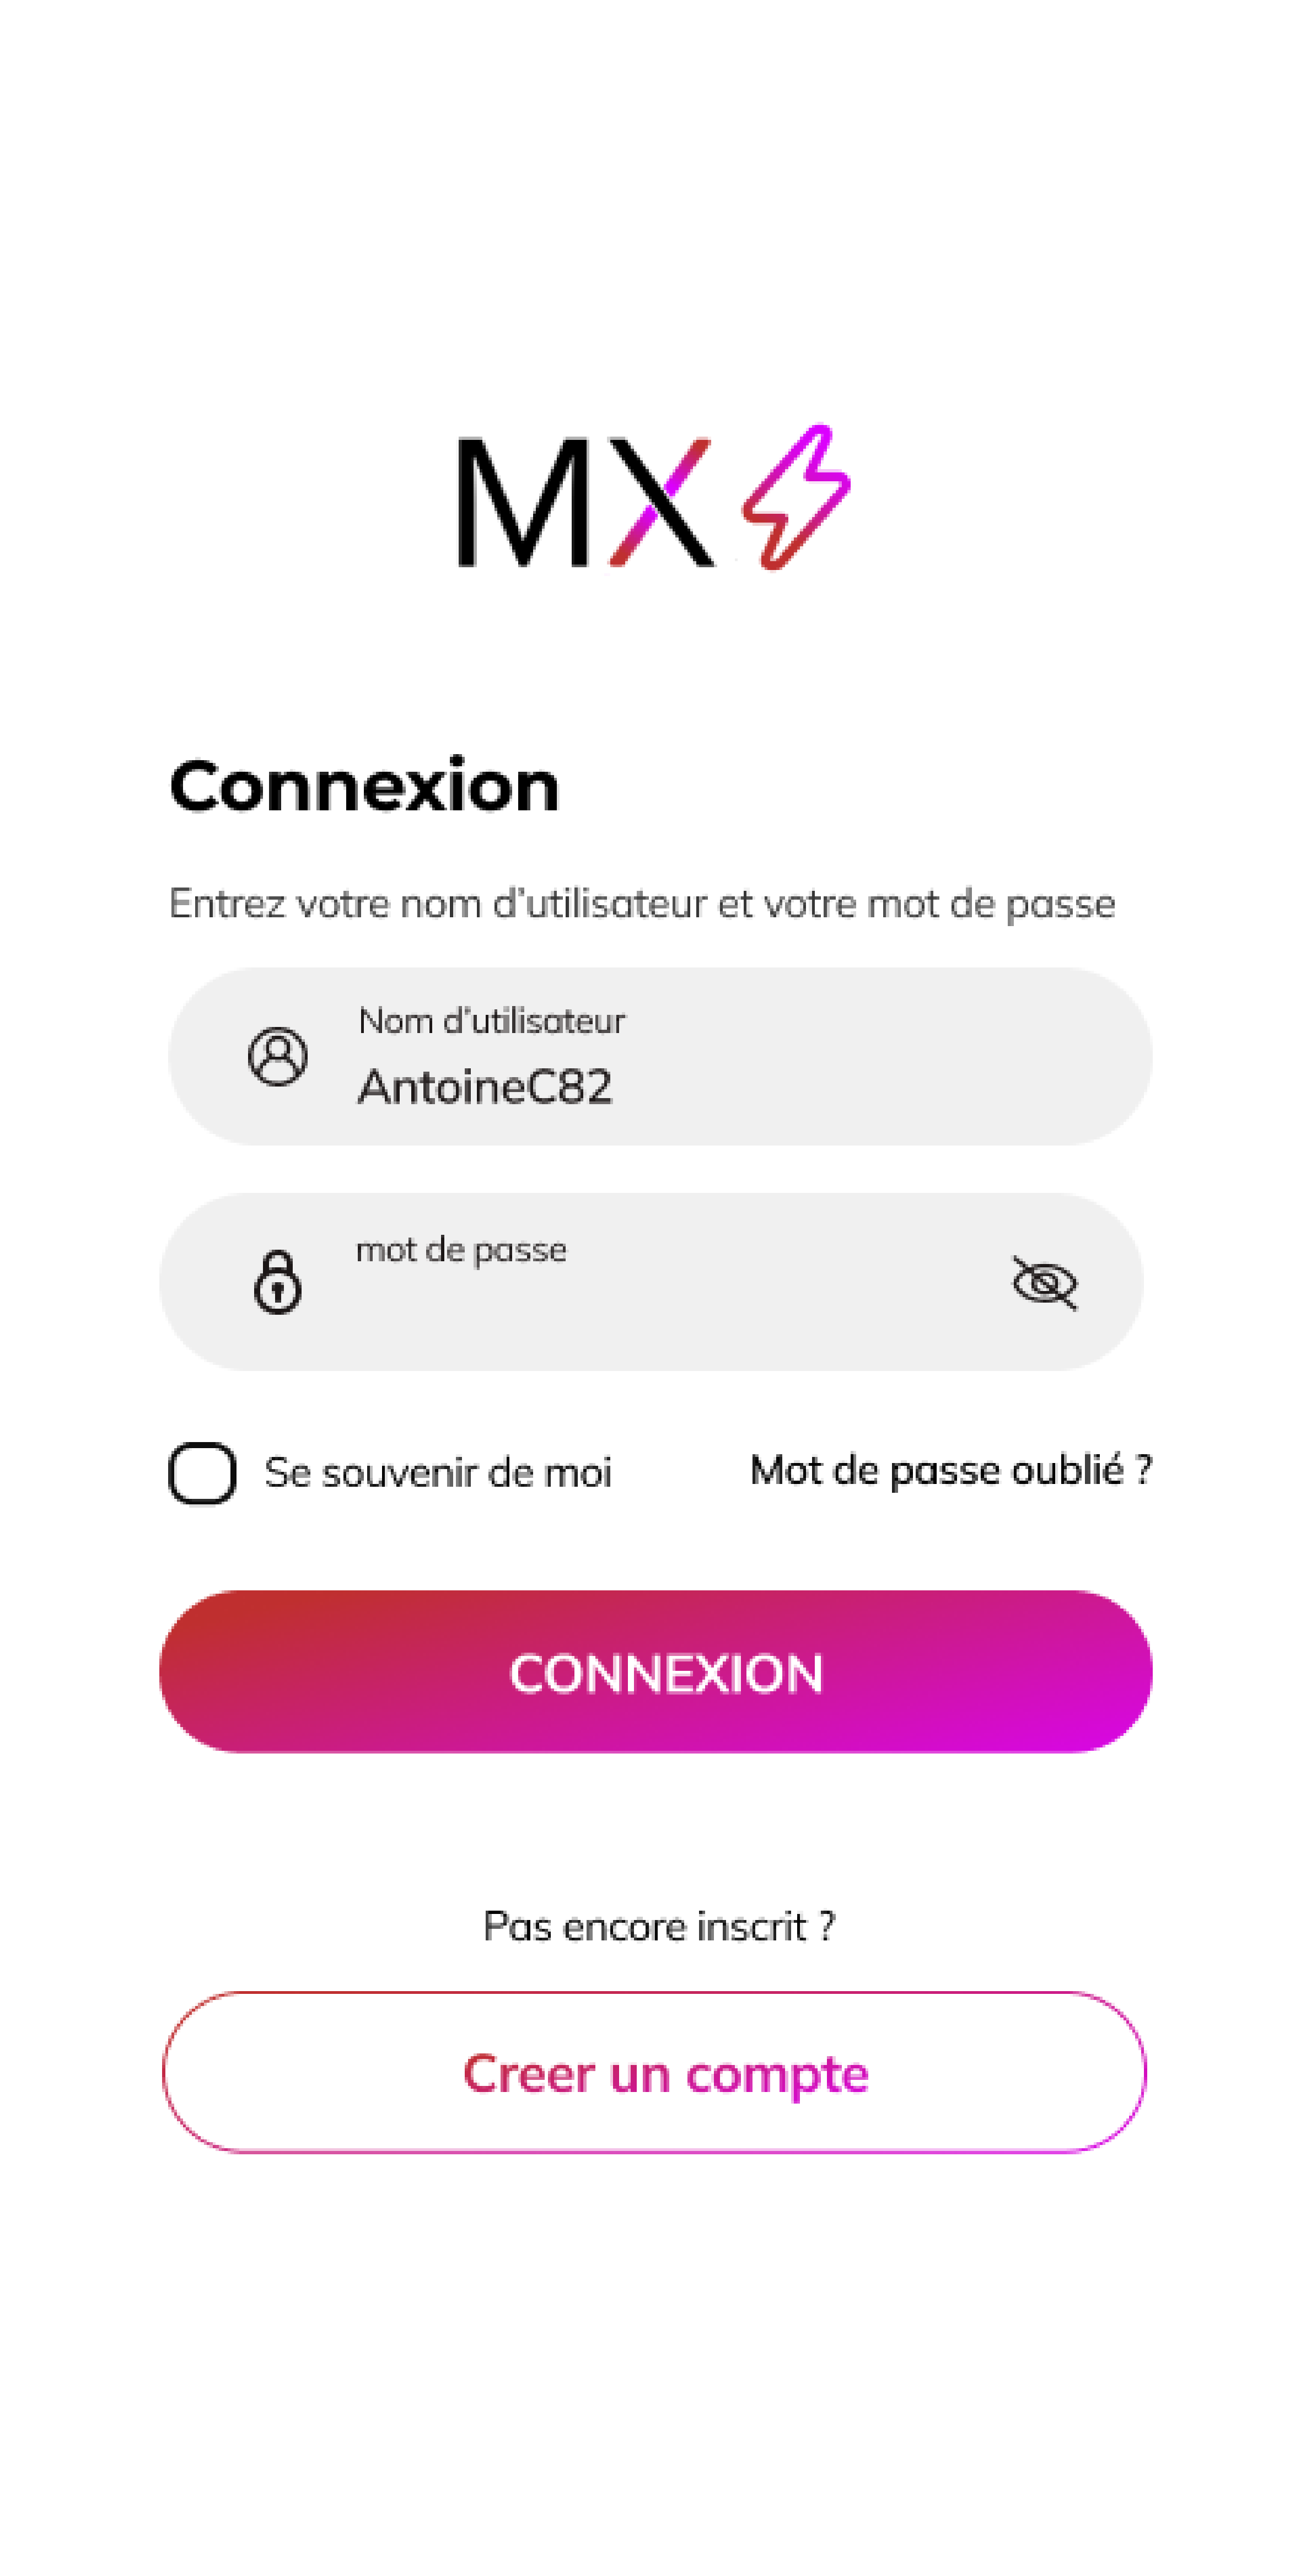 MX
Connexion
Entrez votre nom d'utilisateur et votre mot de passe
Nom d'utilisateur
AntoineC82
mot de passe
Se souvenir de moi
Mot de passe oublié ?
CONNEXION
Pas encore inscrit ?
Creer un compte